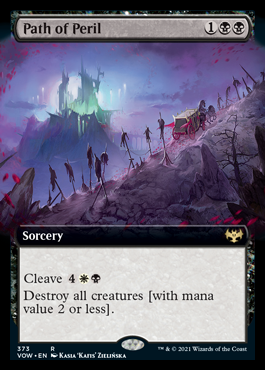 Path of Peril 1
Sorcery
Cleave 4
Destroy all creatures [with mana
value 2 or less].
373 R
VOW • EN KASIA 'KAFIS' ZIELIŃSKA ™ & © 2021 Wizards of the Coast